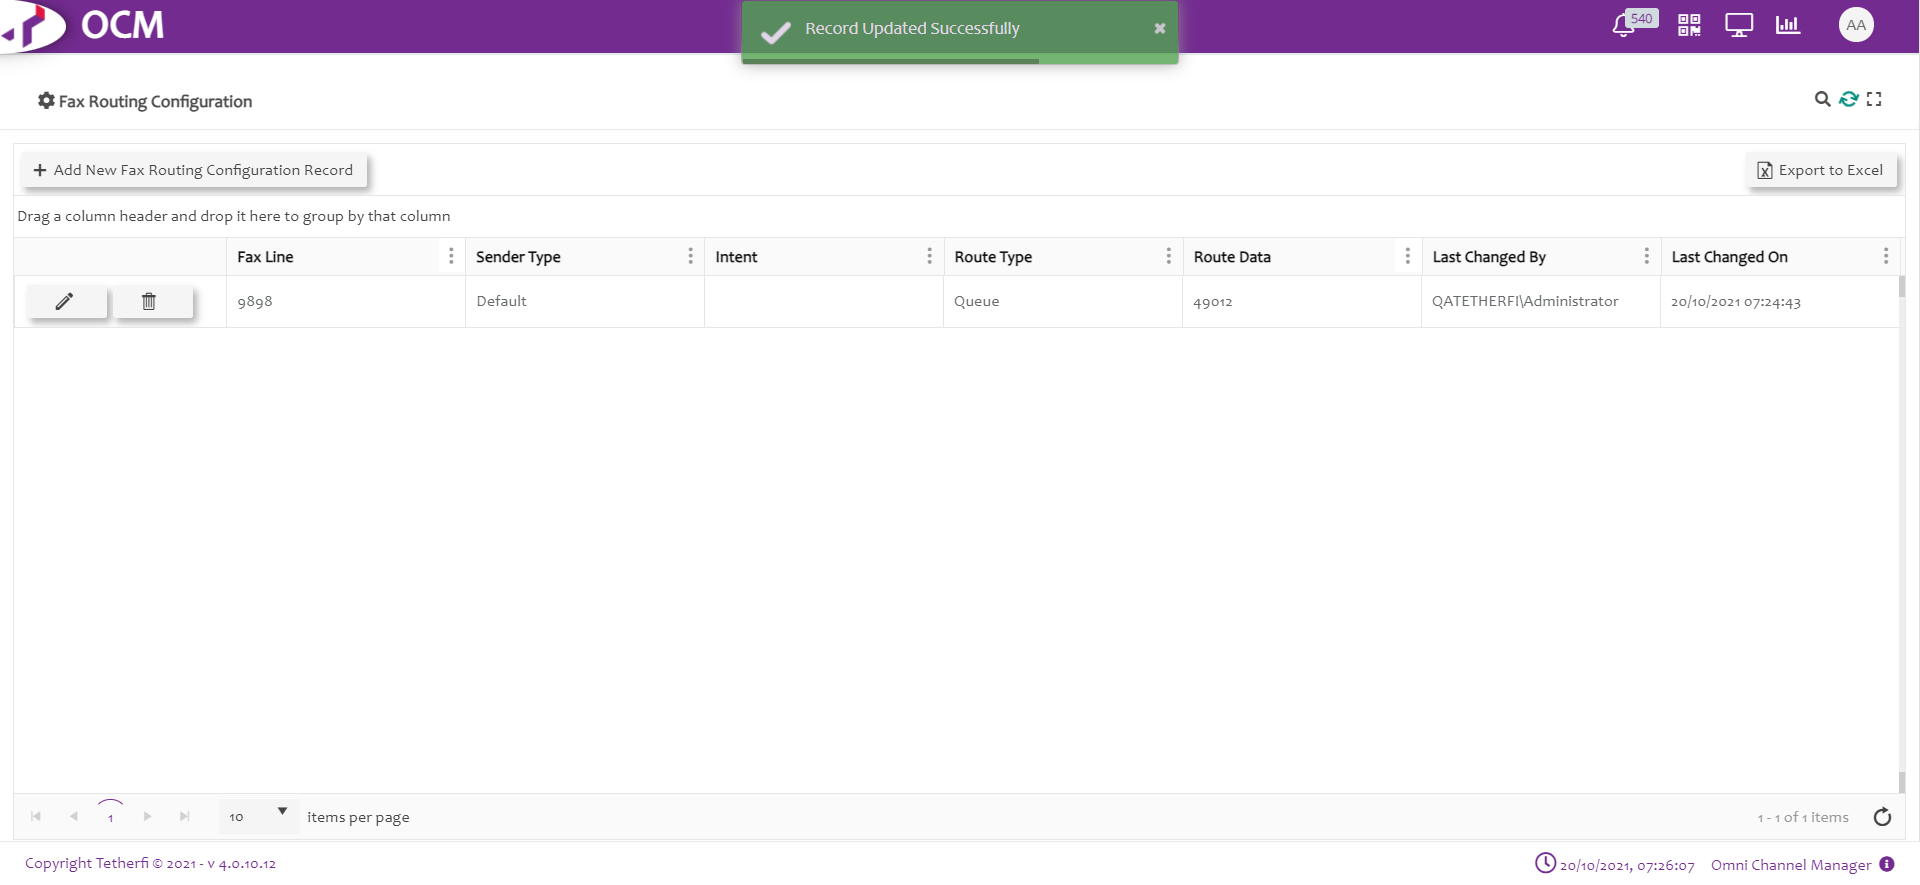 OCM
Record Updated Successfully
540
AA
Fax Routing Configuration
Add New Fax Routing Configuration Record
Export to Excel
Drag a column header and drop it here to group by that column
Fax Line Sender Type Intent Route Type Route Data Last Changed By Last Changed On
9898 Default Queue 49012 QATETHERFI\Administrator 20/10/2021 07:24:43
1 10 items per page 1 - 1 of 1 items
Copyright Tetherfi © 2021 - v 4.0.10.12 20/10/2021, 07:26:07 Omni Channel Manager